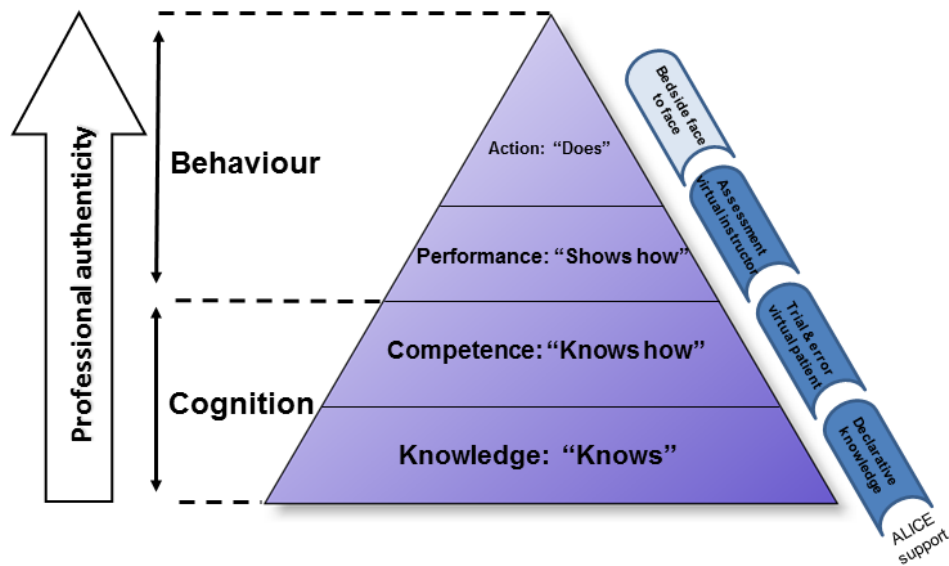 Professional authenticity
Behaviour
Cognition
Action: “Does”
Performance: “Shows how”
Competence: “Knows how”
Knowledge: “Knows”
Bedside face
to face
Assessment
virtual instructor
Trial & error
virtual patient
Declarative
knowledge
ALICE
support